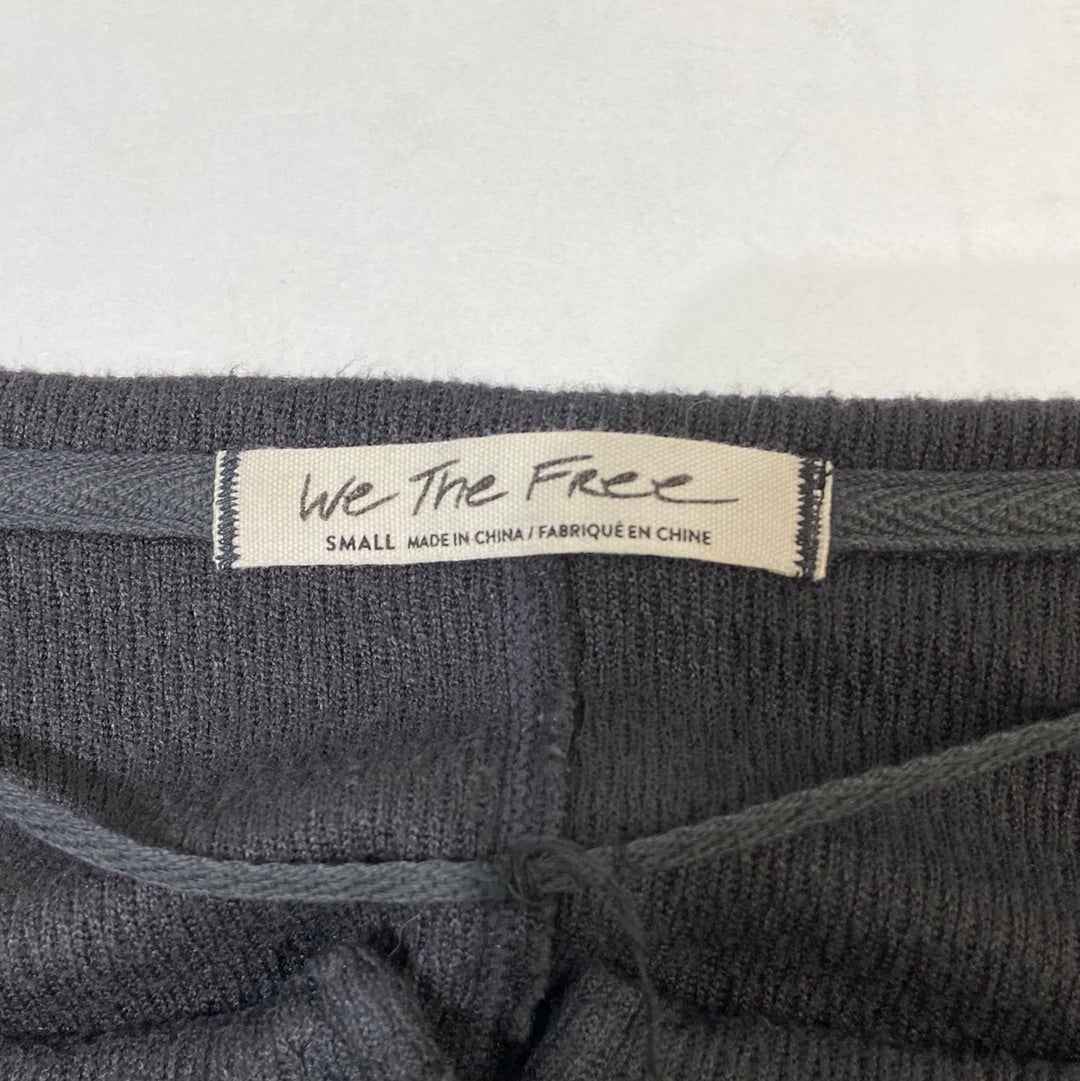 We The Free
SMALL MADE IN CHINA / FABRIQUÉ EN CHINE